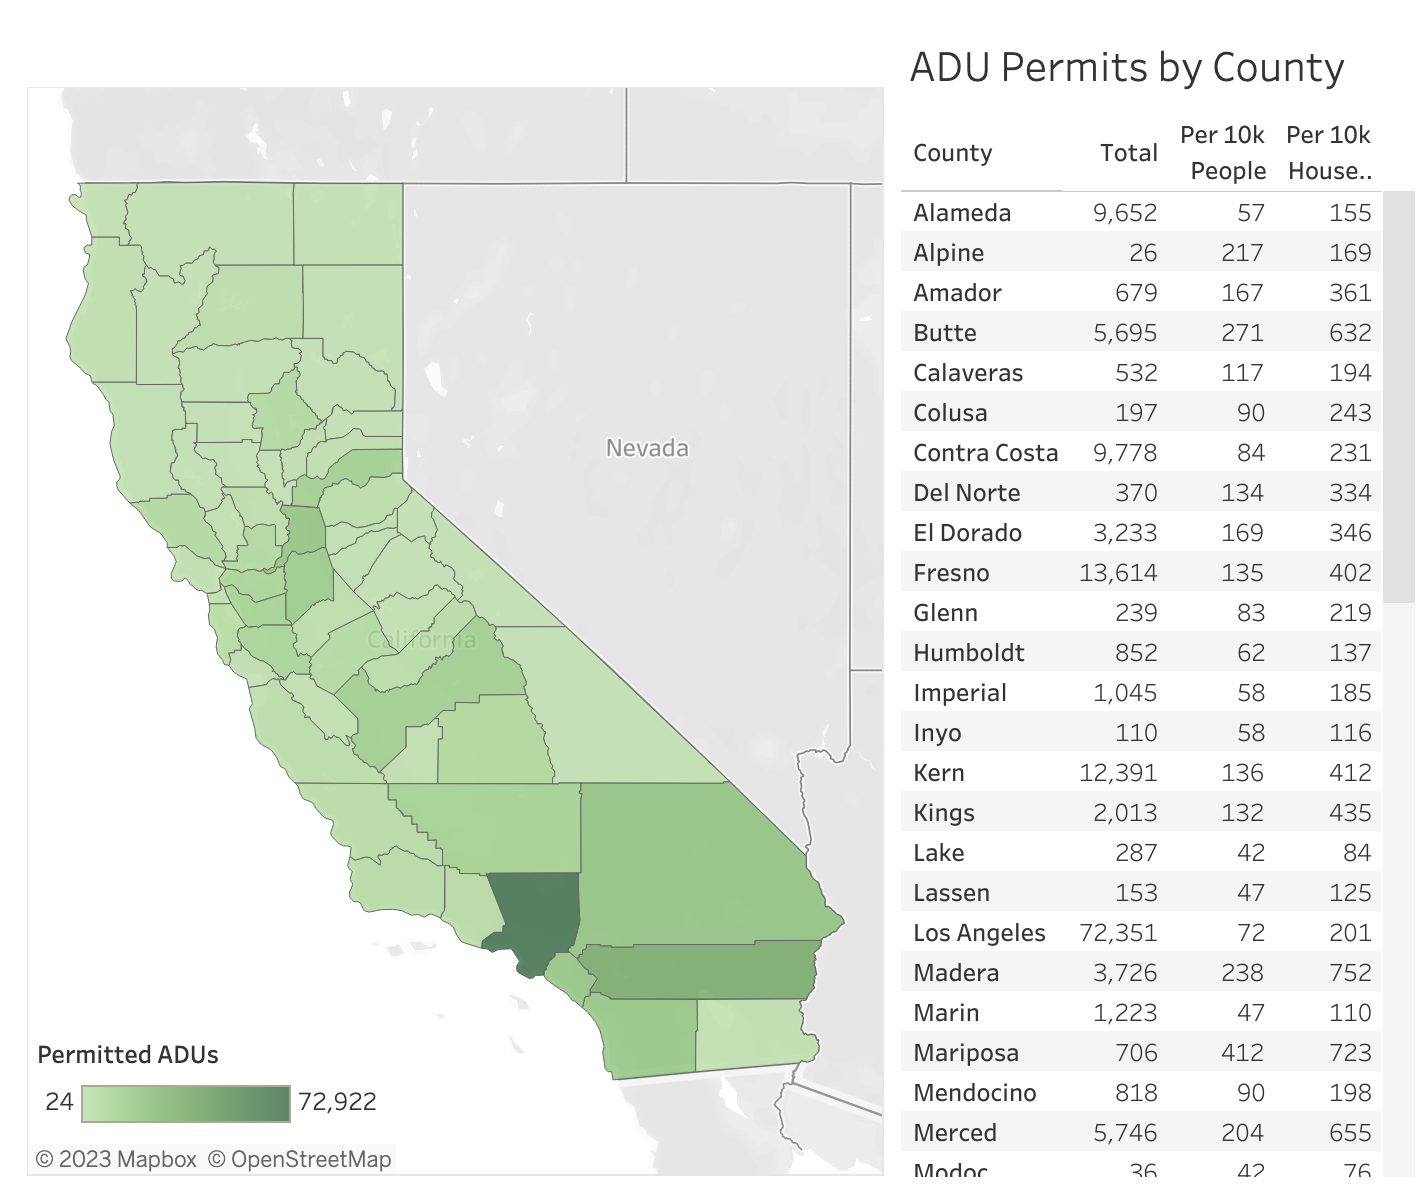 ADU Permits by County
County Total Per 10k People Per 10k House..
Alameda 9,652 57 155
Alpine 26 217 169
Amador 679 167 361
Butte 5,695 271 632
Calaveras 532 117 194
Colusa 197 90 243
Contra Costa 9,778 84 231
Del Norte 370 134 334
El Dorado 3,233 169 346
Fresno 13,614 135 402
Glenn 239 83 219
Humboldt 852 62 137
Imperial 1,045 58 185
Inyo 110 58 116
Kern 12,391 136 412
Kings 2,013 132 435
Lake 287 42 84
Lassen 153 47 125
Los Angeles 72,351 72 201
Madera 3,726 238 752
Marin 1,223 47 110
Mariposa 706 412 723
Mendocino 818 90 198
Merced 5,746 204 655
Modoc 36 42 76
Nevada
California
Permitted ADUs
24 72,922
© 2023 Mapbox © OpenStreetMap